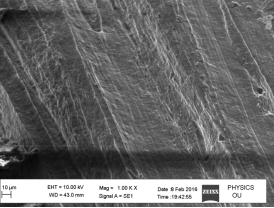 10 µm
EHT = 10.00 kV
WD = 43.0 mm
Mag = 1.00 K X
Signal A = SE1
Date :8 Feb 2016
Time :19:42:55
ZEISS
PHYSICS
OU